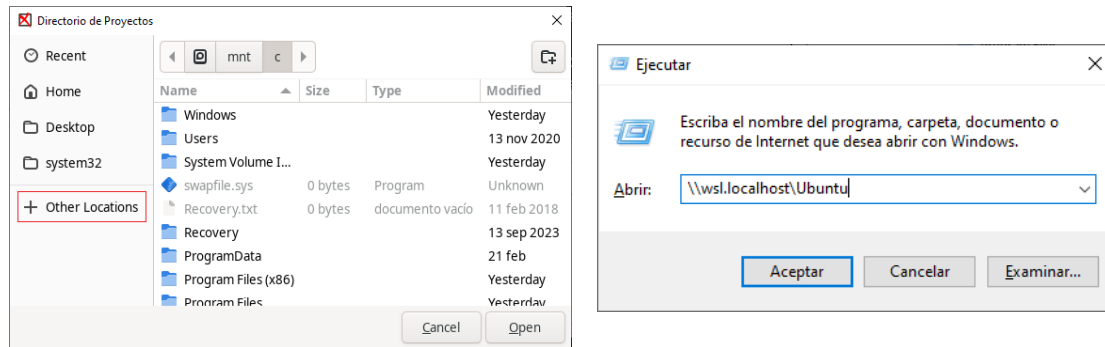 Directorio de Proyectos
Recent
Home
Desktop
system32
Other Locations
mnt c
Name Size Type Modified
Windows Yesterday
Users 13 nov 2020
System Volume I... Yesterday
swapfile.sys 0 bytes Program Unknown
Recovery.txt 0 bytes documento vacío 11 feb 2018
Recovery 13 sep 2023
ProgramData 21 feb
Program Files (x86) Yesterday
Program Files Yesterday
Cancel Open
Ejecutar
Escriba el nombre del programa, carpeta, documento o
recurso de Internet que desea abrir con Windows.
Abrir: \\wsl.localhost\Ubuntu
Aceptar Cancelar Examinar...